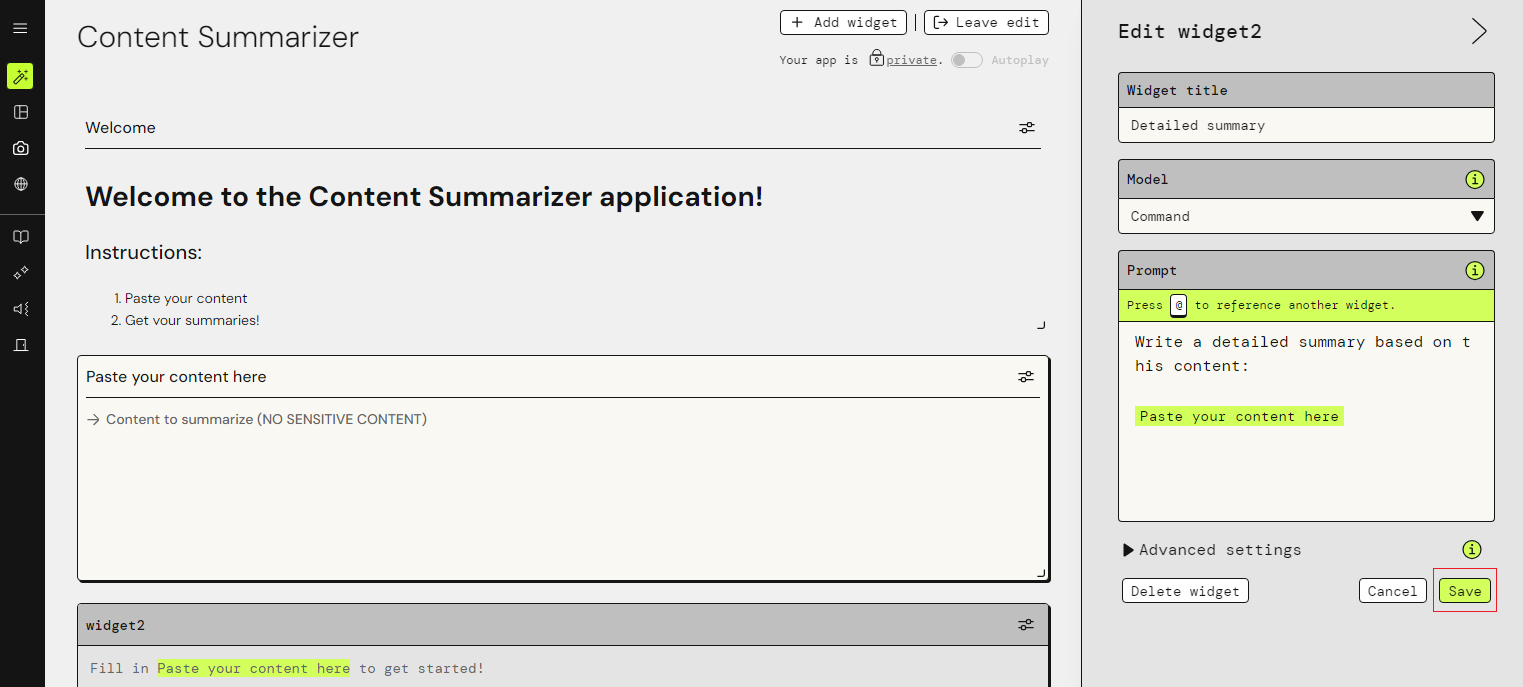 Content Summarizer
+ Add widget
Leave edit
Your app is private.
Autoplay
Welcome
Welcome to the Content Summarizer application!
Instructions:
1. Paste your content
2. Get your summaries!
Paste your content here
Content to summarize (NO SENSITIVE CONTENT)
widget2
Fill in Paste your content here to get started!
Edit widget2
Widget title
Detailed summary
Model
Command
Prompt
Press @ to reference another widget.
Write a detailed summary based on t
his content:
Paste your content here
Advanced settings
Delete widget
Cancel
Save